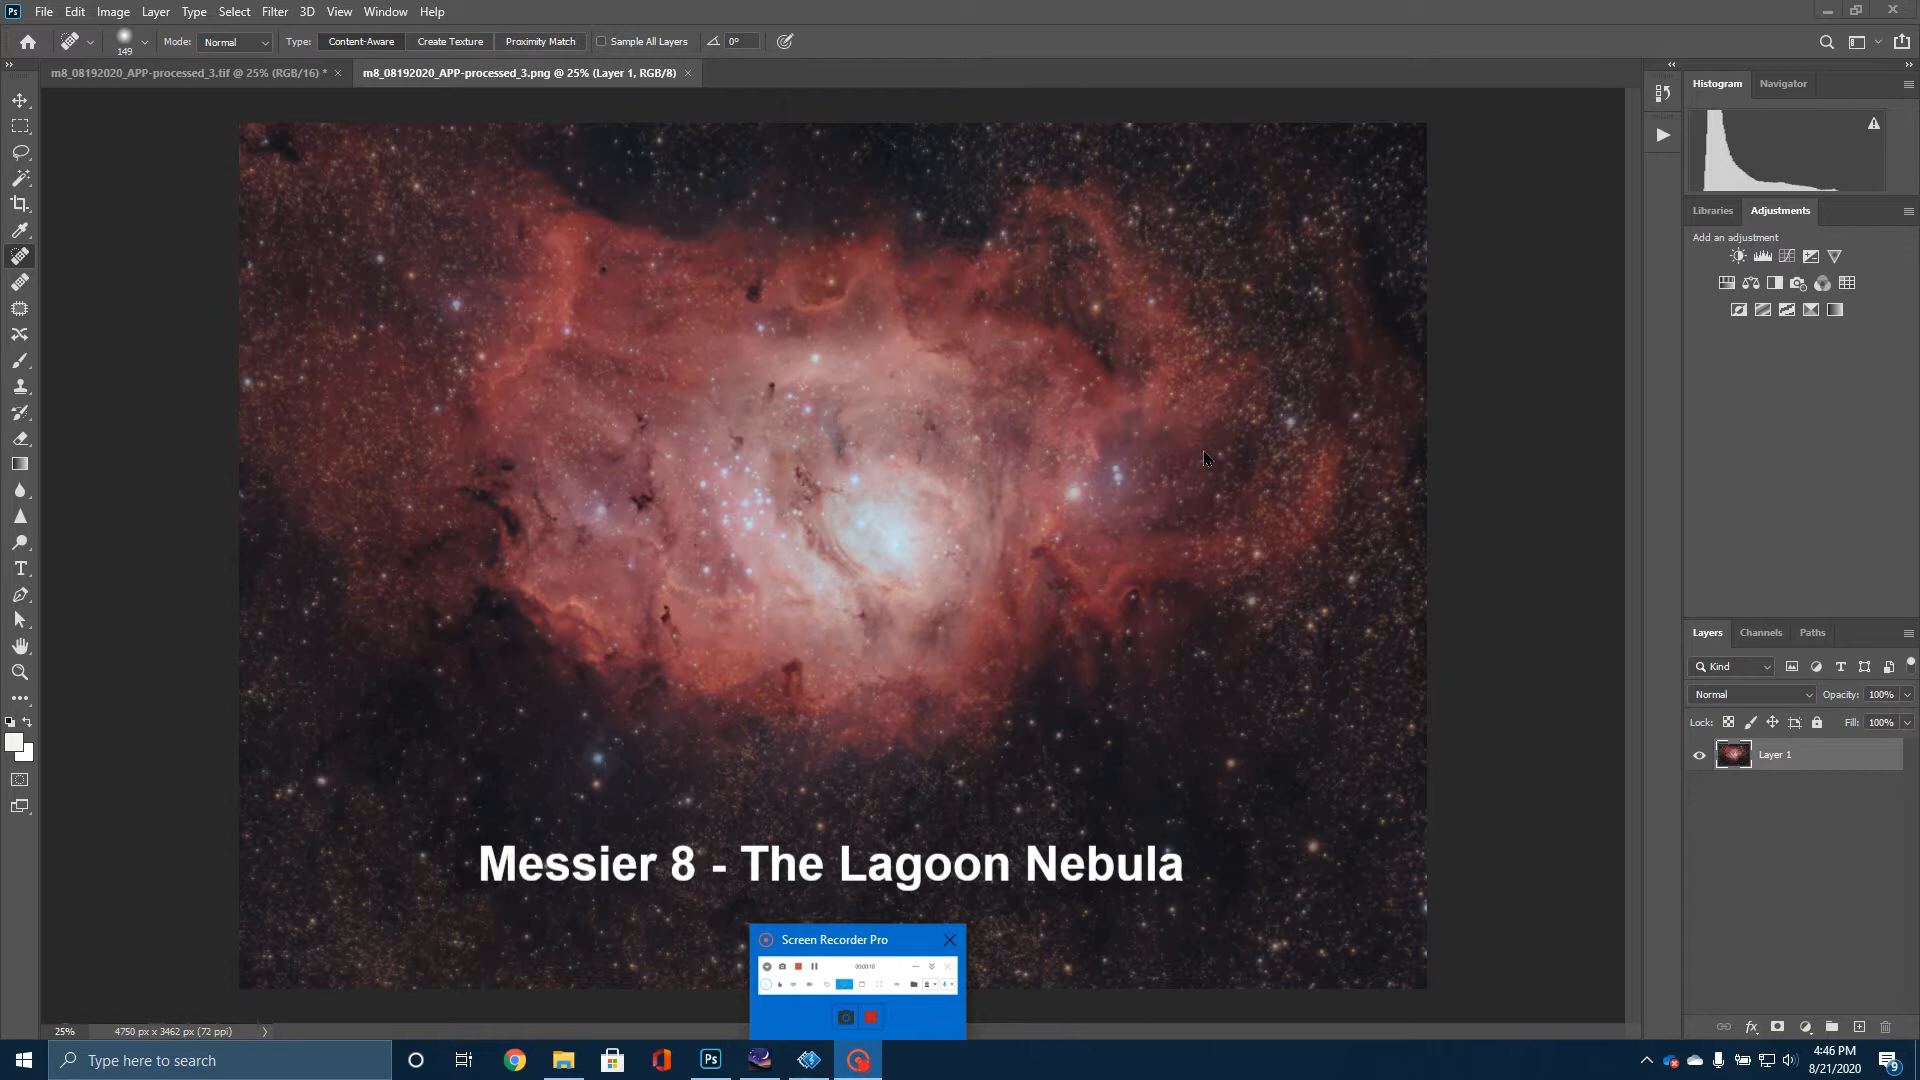 Ps File Edit Image Layer Type Select Filter 3D View Window Help
149 Mode: Normal Type: Content-Aware Create Texture Proximity Match Sample All Layers 0°
m8_08192020_APP-processed_3.tif @ 25% (RGB/16) * × m8_08192020_APP-processed_3.png @ 25% (Layer 1, RGB/8) ×
Histogram Navigator
Libraries Adjustments
Add an adjustment
Messier 8 - The Lagoon Nebula
Layers Channels Paths
Kind
Normal Opacity: 100%
Lock: Fill: 100%
Layer 1
Screen Recorder Pro
25% 4750 px x 3462 px (72 ppi)
Type here to search
Ps
4:46 PM
8/21/2020
9